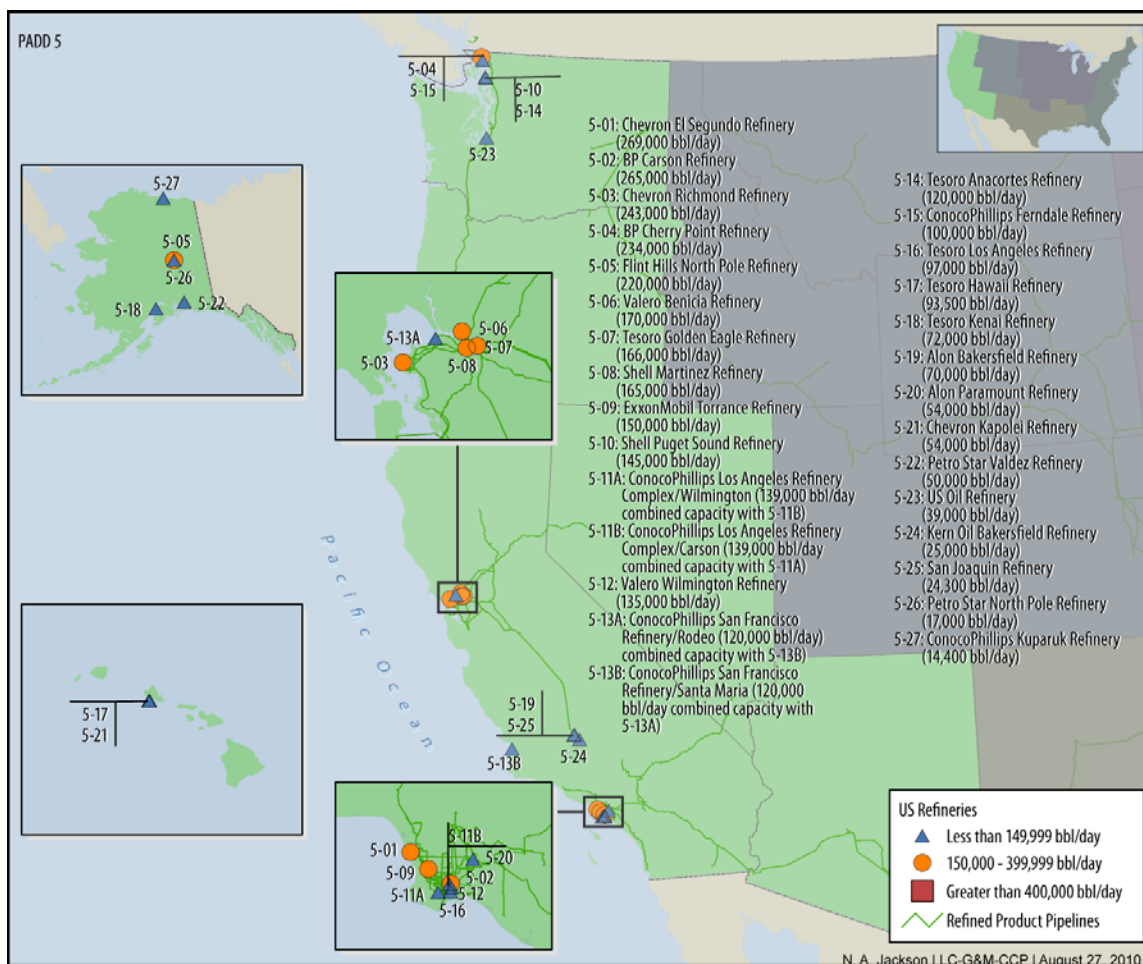 PADD 5
5-04
5-15
5-10
5-14
5-23
5-27
5-05
5-26
5-18
5-22
5-13A
5-06
5-07
5-03
5-08
5-01: Chevron El Segundo Refinery
(269,000 bbl/day)
5-02: BP Carson Refinery
(265,000 bbl/day)
5-03: Chevron Richmond Refinery
(243,000 bbl/day)
5-04: BP Cherry Point Refinery
(234,000 bbl/day)
5-05: Flint Hills North Pole Refinery
(220,000 bbl/day)
5-06: Valero Benicia Refinery
(170,000 bbl/day)
5-07: Tesoro Golden Eagle Refinery
(166,000 bbl/day)
5-08: Shell Martinez Refinery
(165,000 bbl/day)
5-09: ExxonMobil Torrance Refinery
(150,000 bbl/day)
5-10: Shell Puget Sound Refinery
(145,000 bbl/day)
5-11A: ConocoPhillips Los Angeles Refinery
Complex/Wilmington (139,000 bbl/day
combined capacity with 5-11B)
5-11B: ConocoPhillips Los Angeles Refinery
Complex/Carson (139,000 bbl/day
combined capacity with 5-11A)
5-12: Valero Wilmington Refinery
(135,000 bbl/day)
5-13A: ConocoPhillips San Francisco
Refinery/Rodeo (120,000 bbl/day)
combined capacity with 5-13B)
5-13B: ConocoPhillips San Francisco
Refinery/Santa Maria (120,000
bbl/day combined capacity with
5-13A)
5-14: Tesoro Anacortes Refinery
(120,000 bbl/day)
5-15: ConocoPhillips Ferndale Refinery
(100,000 bbl/day)
5-16: Tesoro Los Angeles Refinery
(97,000 bbl/day)
5-17: Tesoro Hawaii Refinery
(93,500 bbl/day)
5-18: Tesoro Kenai Refinery
(72,000 bbl/day)
5-19: Alon Bakersfield Refinery
(70,000 bbl/day)
5-20: Alon Paramount Refinery
(54,000 bbl/day)
5-21: Chevron Kapolei Refinery
(54,000 bbl/day)
5-22: Petro Star Valdez Refinery
(50,000 bbl/day)
5-23: US Oil Refinery
(39,000 bbl/day)
5-24: Kern Oil Bakersfield Refinery
(25,000 bbl/day)
5-25: San Joaquin Refinery
(24,300 bbl/day)
5-26: Petro Star North Pole Refinery
(17,000 bbl/day)
5-27: ConocoPhillips Kuparuk Refinery
(14,400 bbl/day)
Pacific Ocean
5-17
5-21
5-19
5-25
5-24
5-13B
5-11B
5-01
5-20
5-09
5-02
5-11A
5-12
5-16
US Refineries
Less than 149,999 bbl/day
150,000 - 399,999 bbl/day
Greater than 400,000 bbl/day
Refined Product Pipelines
N. A. Jackson | LC-G&M-CCP | August 27, 2010